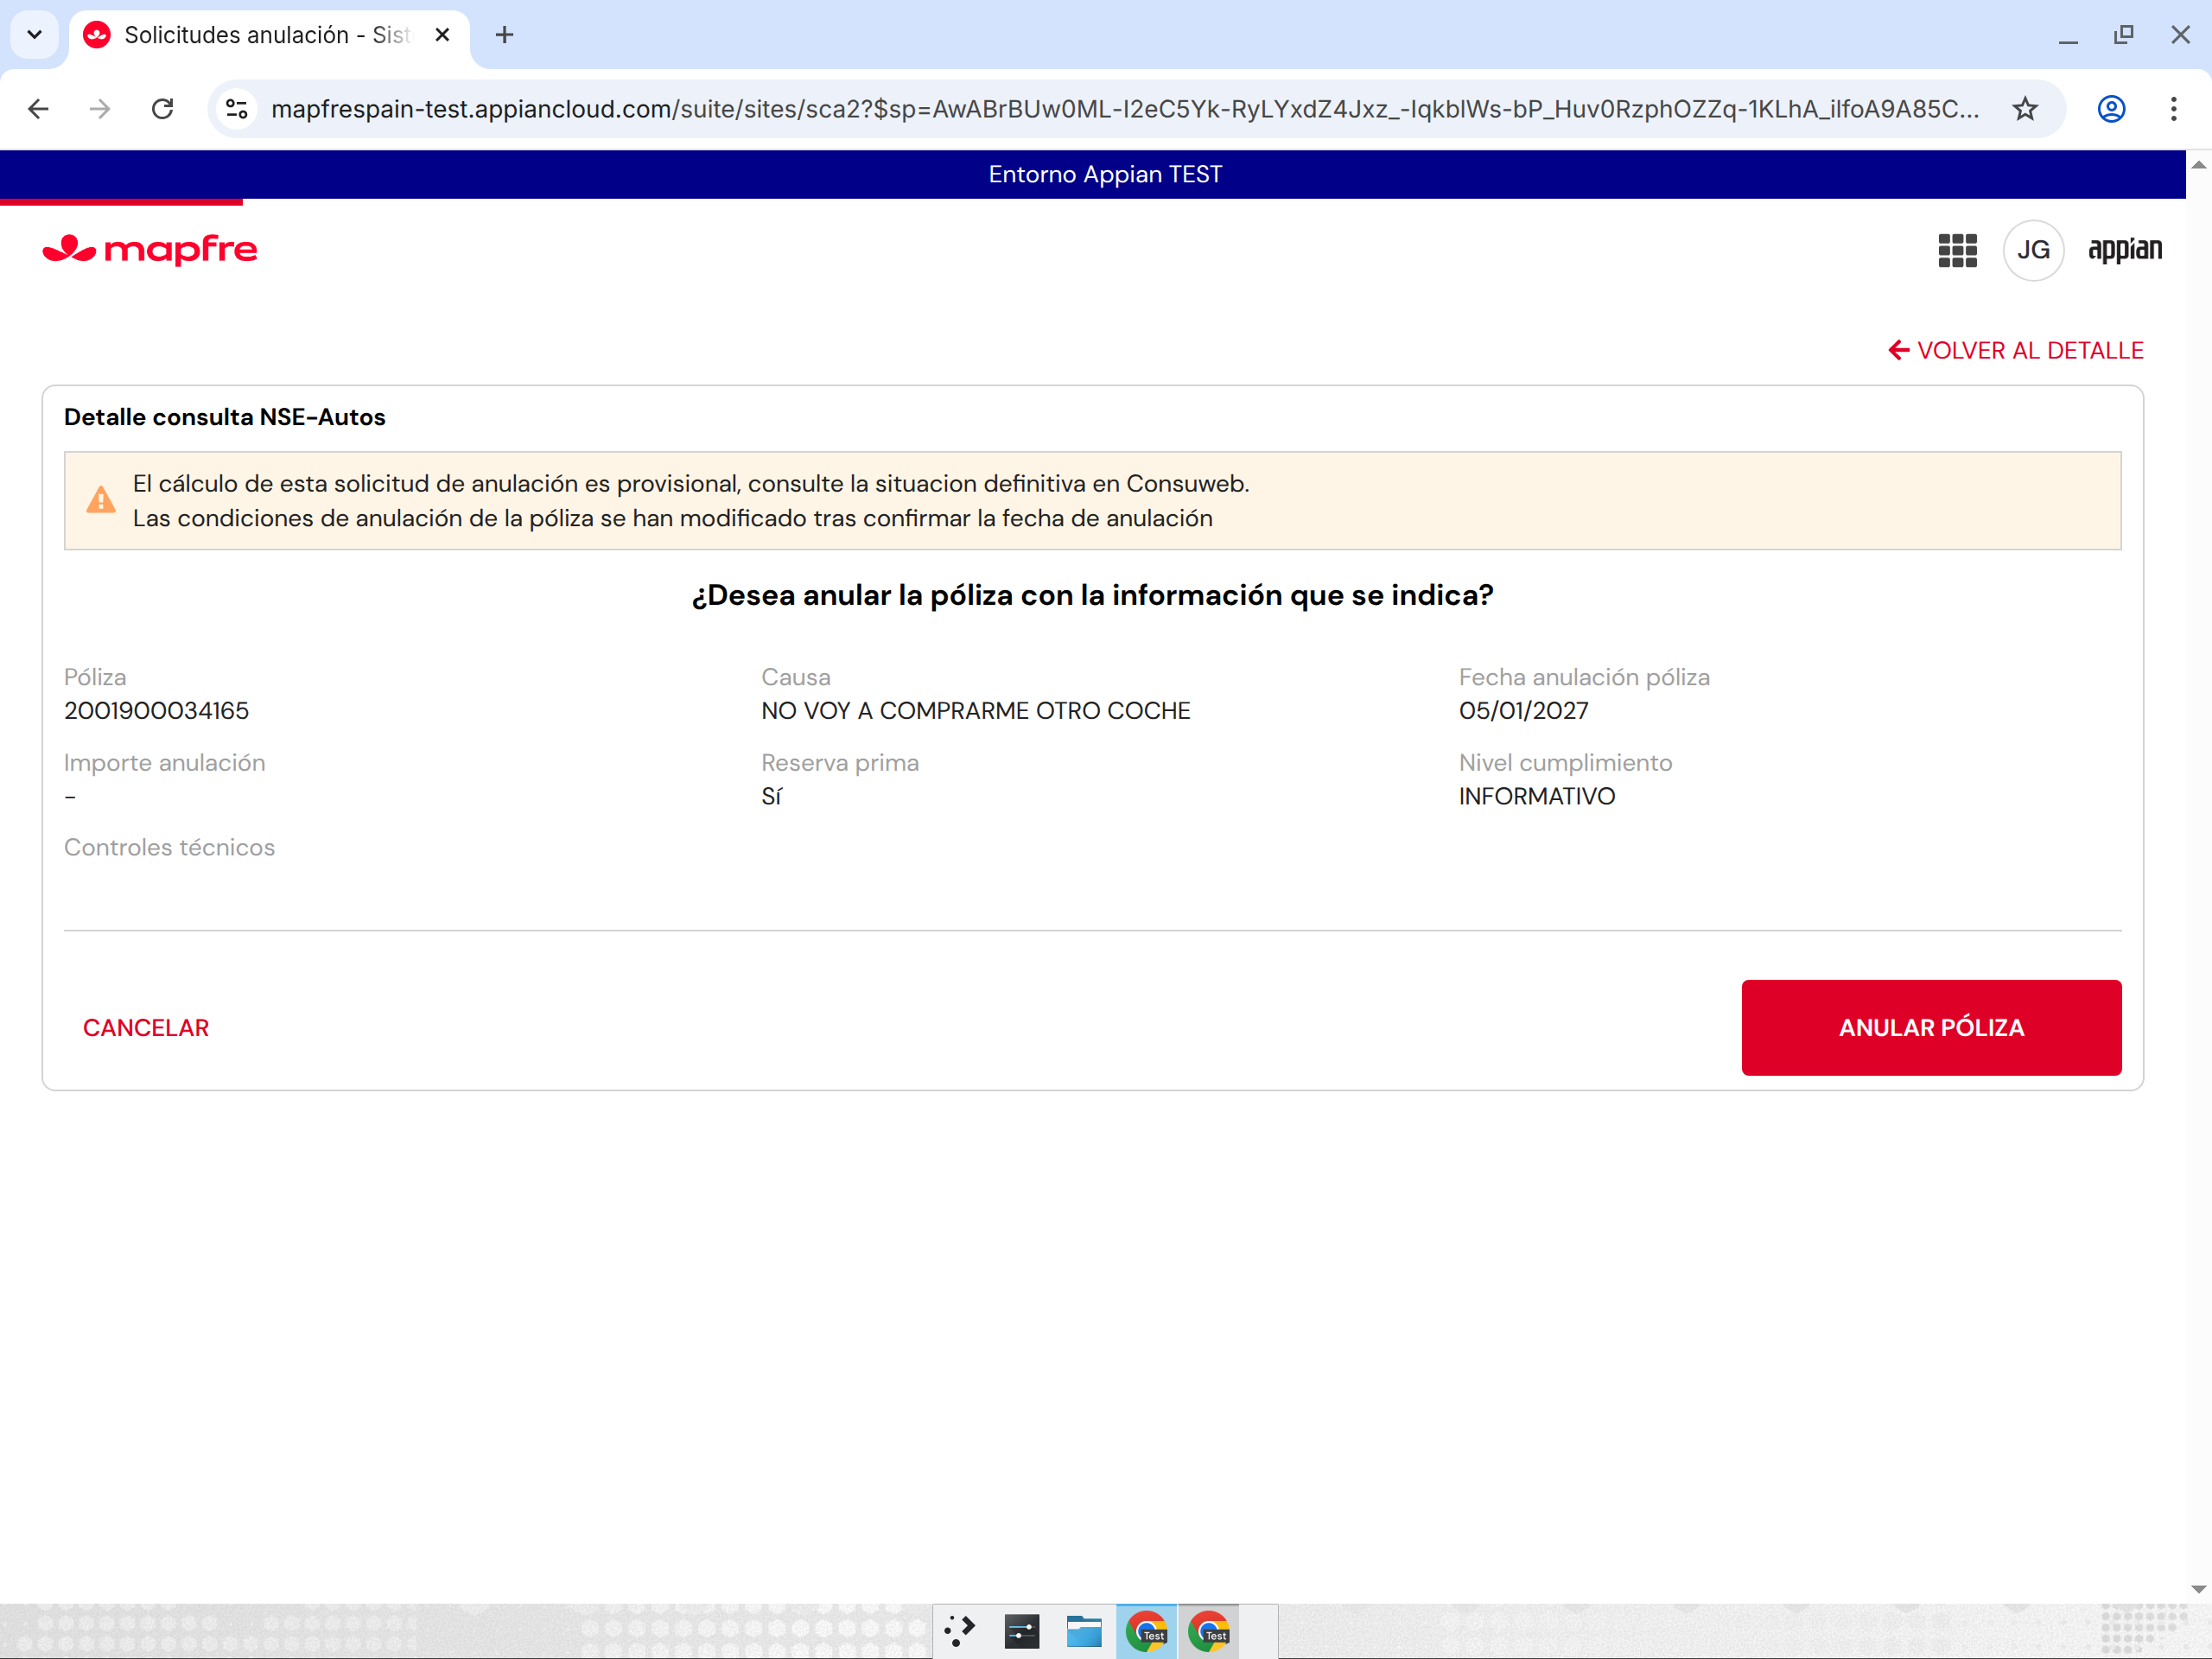 Solicitudes anulación - Sist
mapfrespain-test.appiancloud.com/suite/sites/sca2?$sp=AwABrBUw0ML-I2eC5Yk-RyLYxdZ4Jxz_-IqkblWs-bP_Huv0RzphOZZq-1KLhA_ilfoA9A85C...
Entorno Appian TEST
mapfre
JG
appian
VOLVER AL DETALLE
Detalle consulta NSE-Autos
El cálculo de esta solicitud de anulación es provisional, consulte la situacion definitiva en Consuweb.
Las condiciones de anulación de la póliza se han modificado tras confirmar la fecha de anulación
¿Desea anular la póliza con la información que se indica?
Póliza
2001900034165
Causa
NO VOY A COMPRARME OTRO COCHE
Fecha anulación póliza
05/01/2027
Importe anulación
-
Reserva prima
Sí
Nivel cumplimiento
INFORMATIVO
Controles técnicos
CANCELAR
ANULAR PÓLIZA
Test
Test